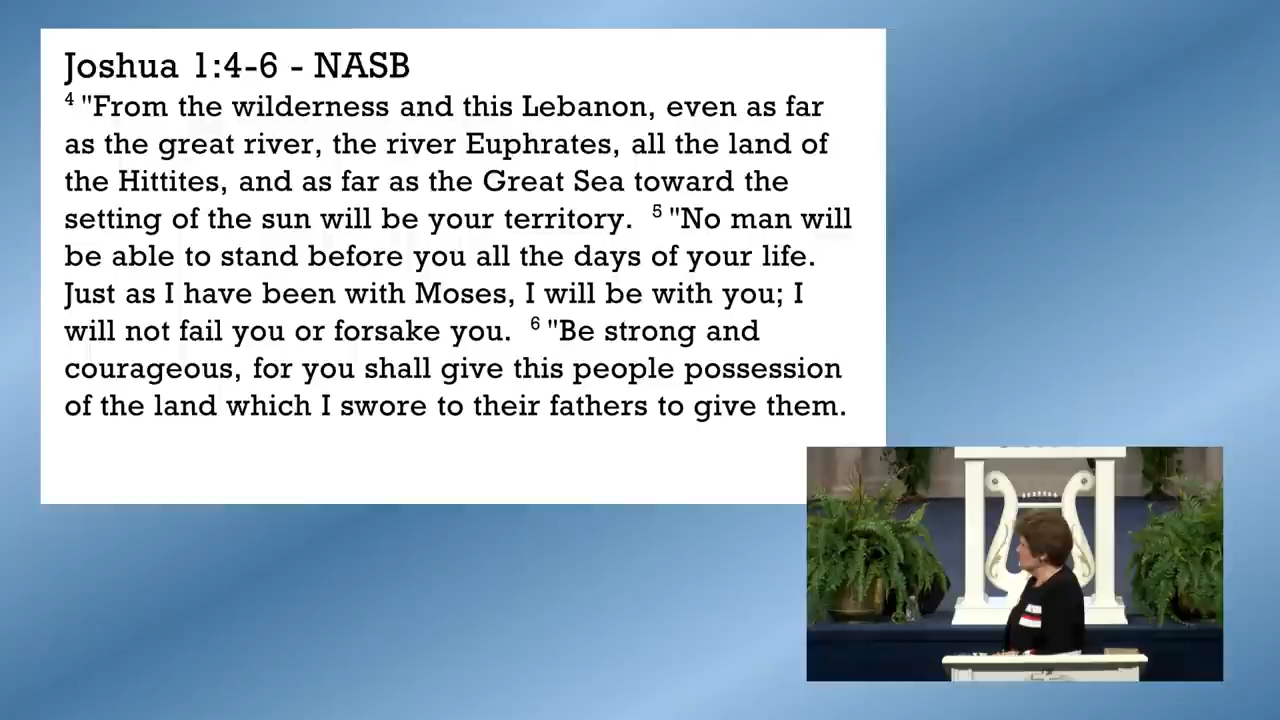 Joshua 1:4-6 - NASB
4 "From the wilderness and this Lebanon, even as far
as the great river, the river Euphrates, all the land of
the Hittites, and as far as the Great Sea toward the
setting of the sun will be your territory. 5 "No man will
be able to stand before you all the days of your life.
Just as I have been with Moses, I will be with you; I
will not fail you or forsake you. 6 "Be strong and
courageous, for you shall give this people possession
of the land which I swore to their fathers to give them.